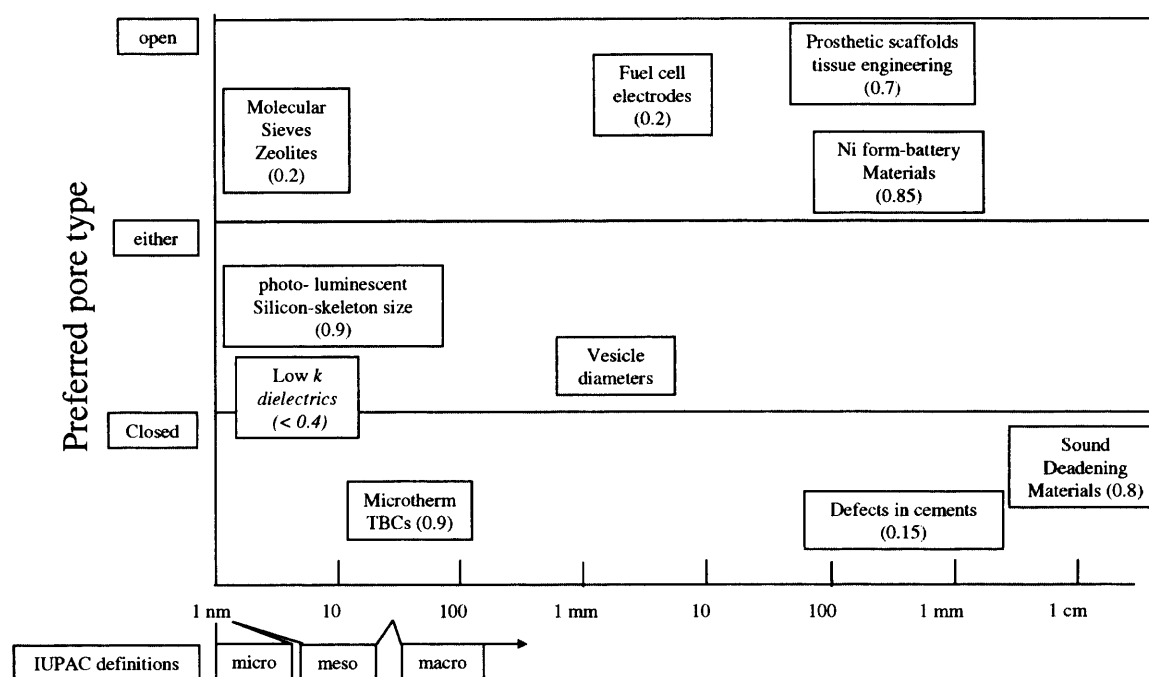 open
Prosthetic scaffolds
tissue engineering
(0.7)
Fuel cell
electrodes
(0.2)
Molecular
Sieves
Zeolites
(0.2)
Ni form-battery
Materials
(0.85)
Preferred pore type
either
photo- luminescent
Silicon-skeleton size
(0.9)
Vesicle
diameters
Low k
dielectrics
(< 0.4)
Closed
Sound
Deadening
Materials (0.8)
Microtherm
TBCs (0.9)
Defects in cements
(0.15)
1 nm 10 100 1 mm 10 100 1 mm 1 cm
IUPAC definitions micro meso macro